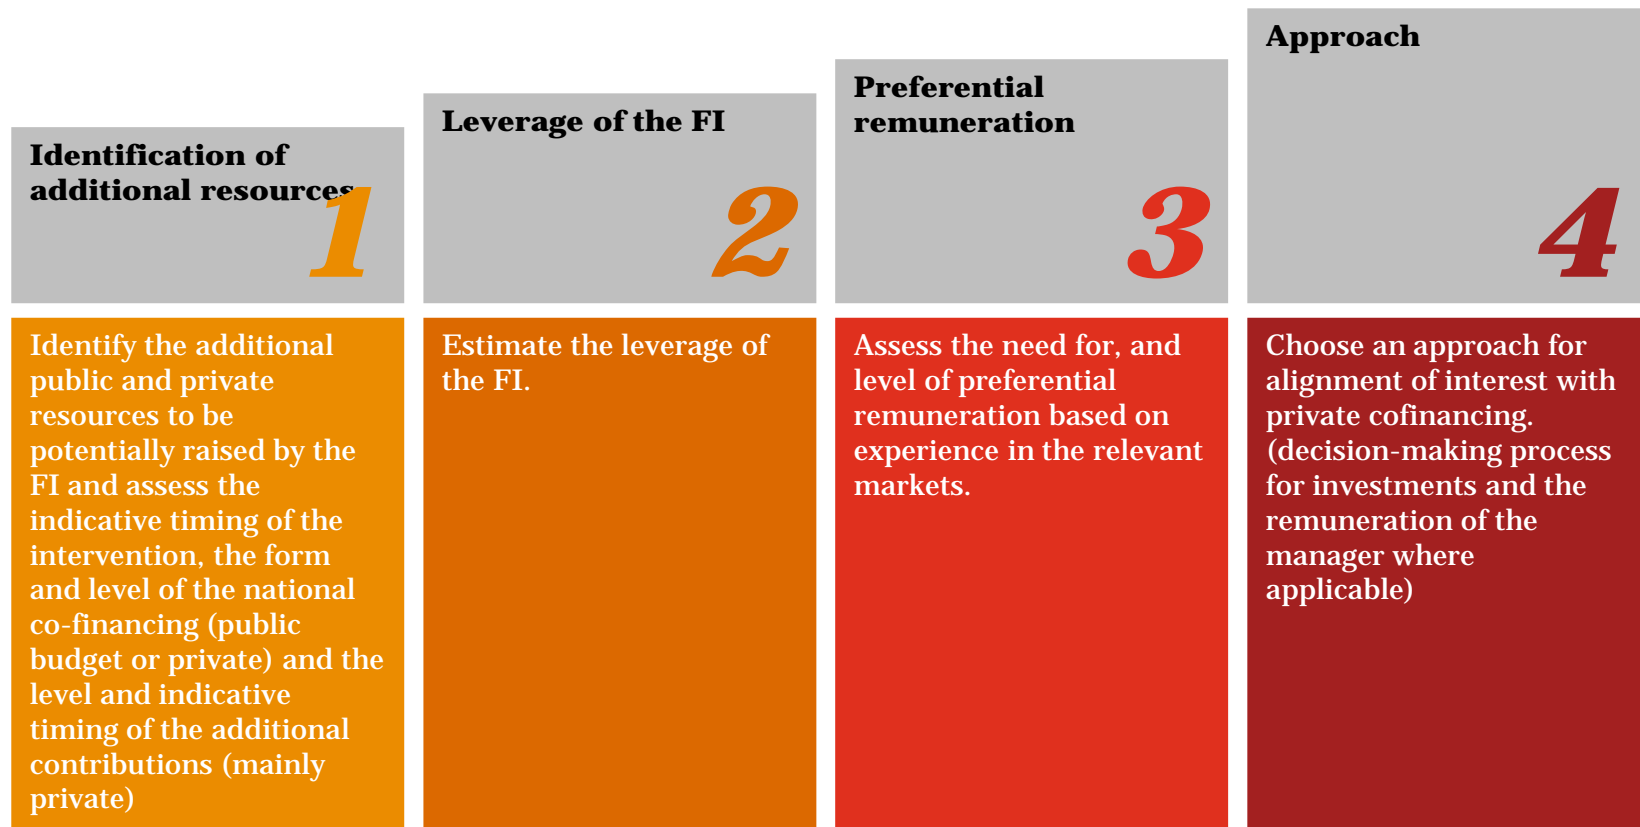 Identification of
additional resources
1
Identify the additional
public and private
resources to be
potentially raised by the
FI and assess the
indicative timing of the
intervention, the form
and level of the national
co-financing (public
budget or private) and the
level and indicative
timing of the additional
contributions (mainly
private)
Leverage of the FI
2
Estimate the leverage of
the FI.
Preferential
remuneration
3
Assess the need for, and
level of preferential
remuneration based on
experience in the relevant
markets.
Approach
4
Choose an approach for
alignment of interest with
private cofinancing.
(decision-making process
for investments and the
remuneration of the
manager where
applicable)